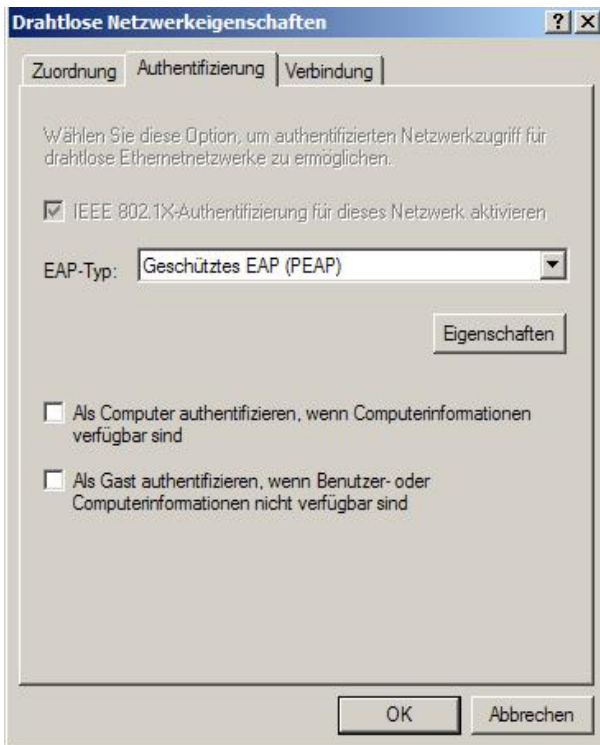 Drahtlose Netzwerkeigenschaften
Zuordnung Authentifizierung Verbindung
Wählen Sie diese Option, um authentifizierten Netzwerkzugriff für
drahtlose Ethernetnetzwerke zu ermöglichen.
IEEE 802.1X-Authentifizierung für dieses Netzwerk aktivieren
EAP-Typ: Geschütztes EAP (PEAP)
Eigenschaften
Als Computer authentifizieren, wenn Computerinformationen
verfügbar sind
Als Gast authentifizieren, wenn Benutzer- oder
Computerinformationen nicht verfügbar sind
OK Abbrechen